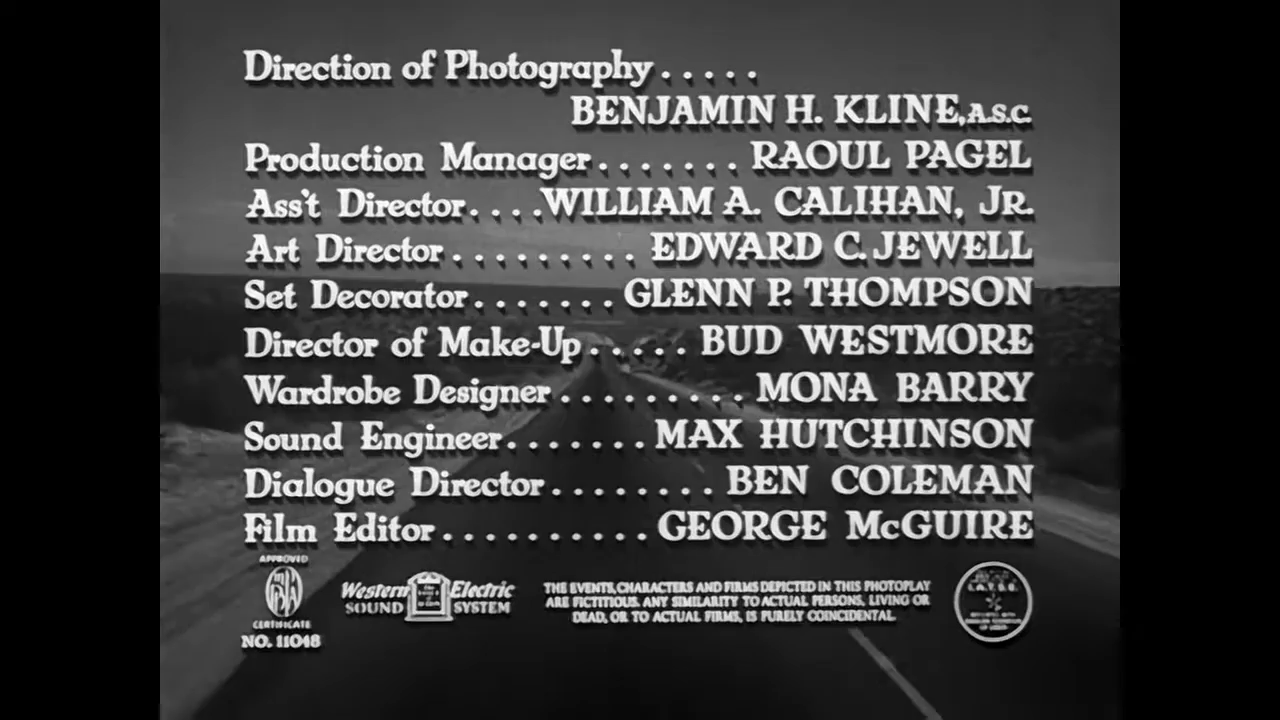 Direction of Photography.....
BENJAMIN H. KLINE, A.S.C.
Production Manager.......RAOUL PAGEL
Ass't Director....WILLIAM A. CALIHAN, JR.
Art Director..........EDWARD C. JEWELL
Set Decorator.......GLENN P. THOMPSON
Director of Make-Up.....BUD WESTMORE
Wardrobe Designer.........MONA BARRY
Sound Engineer.......MAX HUTCHINSON
Dialogue Director........BEN COLEMAN
Film Editor..........GEORGE McGUIRE
APPROVED
CERTIFICATE
NO. 11048
Western Electric
SOUND SYSTEM
THE EVENTS, CHARACTERS AND FIRMS DEPICTED IN THIS PHOTOPLAY
ARE FICTITIOUS. ANY SIMILARITY TO ACTUAL PERSONS, LIVING OR
DEAD, OR TO ACTUAL FIRMS, IS PURELY COINCIDENTAL.
I.A.T.S.E.